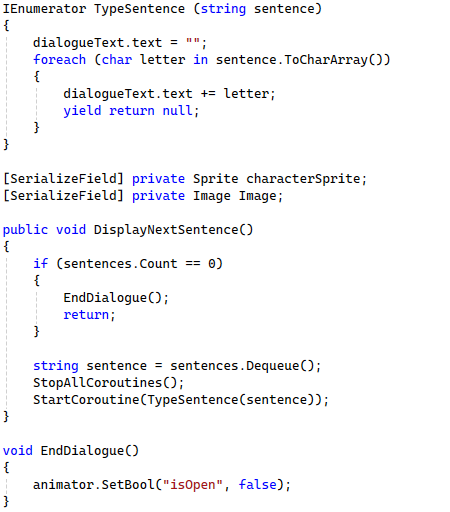 IEnumerator TypeSentence (string sentence)
{
    dialogueText.text = "";
    foreach (char letter in sentence.ToCharArray())
    {
        dialogueText.text += letter;
        yield return null;
    }
}

[SerializeField] private Sprite characterSprite;
[SerializeField] private Image Image;

public void DisplayNextSentence()
{
    if (sentences.Count == 0)
    {
        EndDialogue();
        return;
    }

    string sentence = sentences.Dequeue();
    StopAllCoroutines();
    StartCoroutine(TypeSentence(sentence));
}

void EndDialogue()
{
    animator.SetBool("isOpen", false);
}